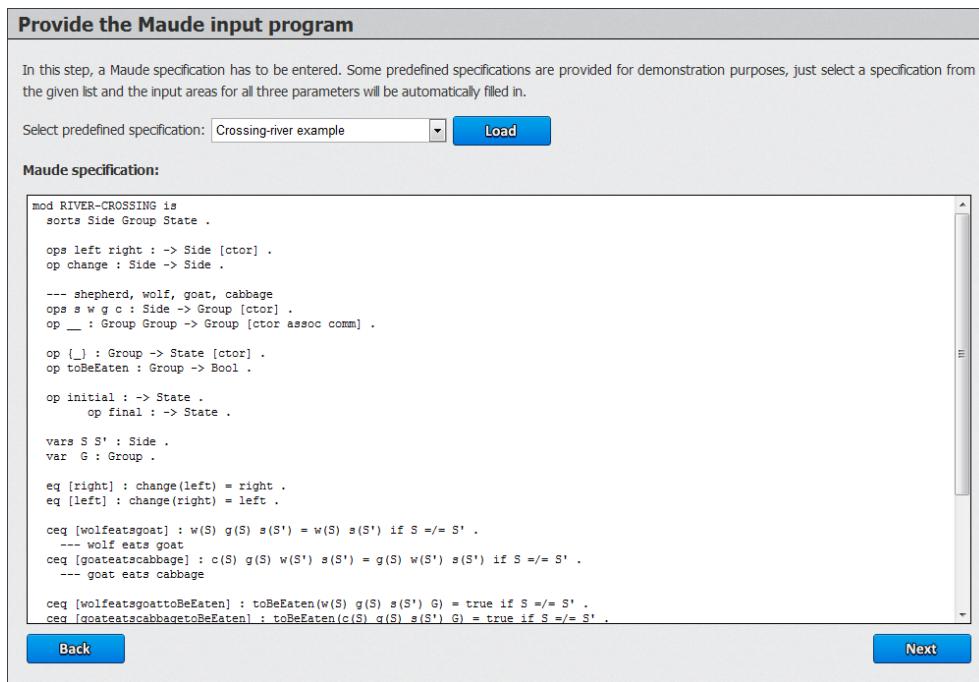 Provide the Maude input program
In this step, a Maude specification has to be entered. Some predefined specifications are provided for demonstration purposes, just select a specification from
the given list and the input areas for all three parameters will be automatically filled in.
Select predefined specification: Crossing-river example Load
Maude specification:
mod RIVER-CROSSING is
  sorts Side Group State .
  ops left right : -> Side [ctor] .
  op change : Side -> Side .
  --- shepherd, wolf, goat, cabbage
  ops s w g c : Side -> Group [ctor] .
  op __ : Group Group -> Group [ctor assoc comm] .
  op {_} : Group -> State [ctor] .
  op toBeEaten : Group -> Bool .
  op initial : -> State .
        op final : -> State .
  vars S S' : Side .
  var  G : Group .
  eq [right] : change(left) = right .
  eq [left] : change(right) = left .
  ceq [wolfeatsgoat] : w(S) g(S) s(S') = w(S) s(S') if S =/= S' .
    --- wolf eats goat
  ceq [goateatscabbage] : c(S) g(S) w(S') s(S') = g(S) w(S') s(S') if S =/= S' .
    --- goat eats cabbage
  ceq [wolfeatsgoattoBeEaten] : toBeEaten(w(S) g(S) s(S') G) = true if S =/= S' .
  ceq [goateatscabbagetoBeEaten] : toBeEaten(c(S) g(S) s(S') G) = true if S =/= S' .
Back Next